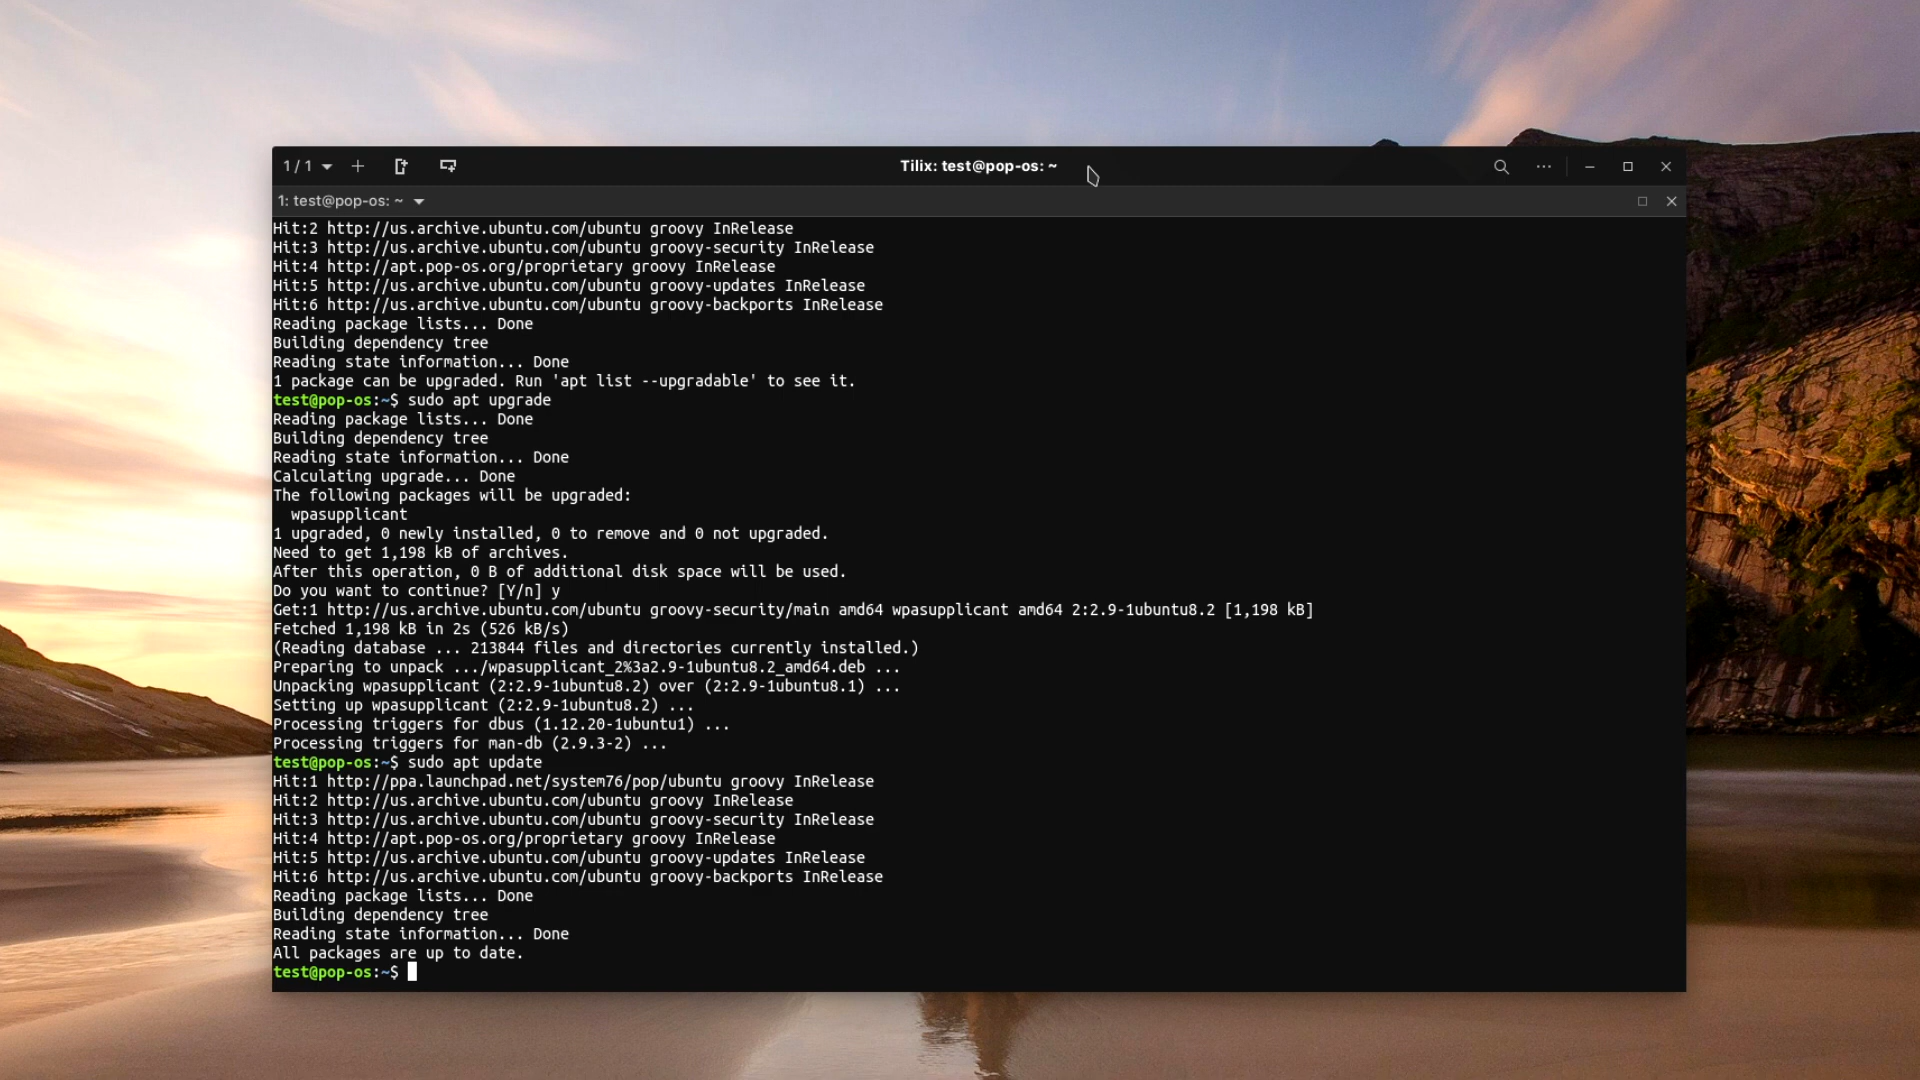 1 / 1
Tilix: test@pop-os: ~
1: test@pop-os: ~
Hit:2 http://us.archive.ubuntu.com/ubuntu groovy InRelease
Hit:3 http://us.archive.ubuntu.com/ubuntu groovy-security InRelease
Hit:4 http://apt.pop-os.org/proprietary groovy InRelease
Hit:5 http://us.archive.ubuntu.com/ubuntu groovy-updates InRelease
Hit:6 http://us.archive.ubuntu.com/ubuntu groovy-backports InRelease
Reading package lists... Done
Building dependency tree
Reading state information... Done
1 package can be upgraded. Run 'apt list --upgradable' to see it.
test@pop-os:~$ sudo apt upgrade
Reading package lists... Done
Building dependency tree
Reading state information... Done
Calculating upgrade... Done
The following packages will be upgraded:
  wpasupplicant
1 upgraded, 0 newly installed, 0 to remove and 0 not upgraded.
Need to get 1,198 kB of archives.
After this operation, 0 B of additional disk space will be used.
Do you want to continue? [Y/n] y
Get:1 http://us.archive.ubuntu.com/ubuntu groovy-security/main amd64 wpasupplicant amd64 2:2.9-1ubuntu8.2 [1,198 kB]
Fetched 1,198 kB in 2s (526 kB/s)
(Reading database ... 213844 files and directories currently installed.)
Preparing to unpack .../wpasupplicant_2%3a2.9-1ubuntu8.2_amd64.deb ...
Unpacking wpasupplicant (2:2.9-1ubuntu8.2) over (2:2.9-1ubuntu8.1) ...
Setting up wpasupplicant (2:2.9-1ubuntu8.2) ...
Processing triggers for dbus (1.12.20-1ubuntu1) ...
Processing triggers for man-db (2.9.3-2) ...
test@pop-os:~$ sudo apt update
Hit:1 http://ppa.launchpad.net/system76/pop/ubuntu groovy InRelease
Hit:2 http://us.archive.ubuntu.com/ubuntu groovy InRelease
Hit:3 http://us.archive.ubuntu.com/ubuntu groovy-security InRelease
Hit:4 http://apt.pop-os.org/proprietary groovy InRelease
Hit:5 http://us.archive.ubuntu.com/ubuntu groovy-updates InRelease
Hit:6 http://us.archive.ubuntu.com/ubuntu groovy-backports InRelease
Reading package lists... Done
Building dependency tree
Reading state information... Done
All packages are up to date.
test@pop-os:~$